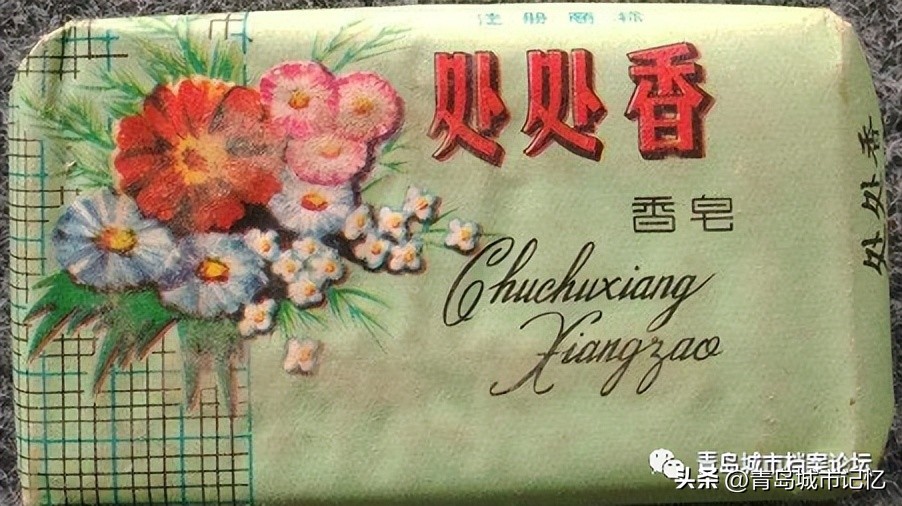 注册商标
处处香
香皂
Chuchuxiang
Xiangzao
处处香
青岛城市档案论坛
头条 @青岛城市记忆